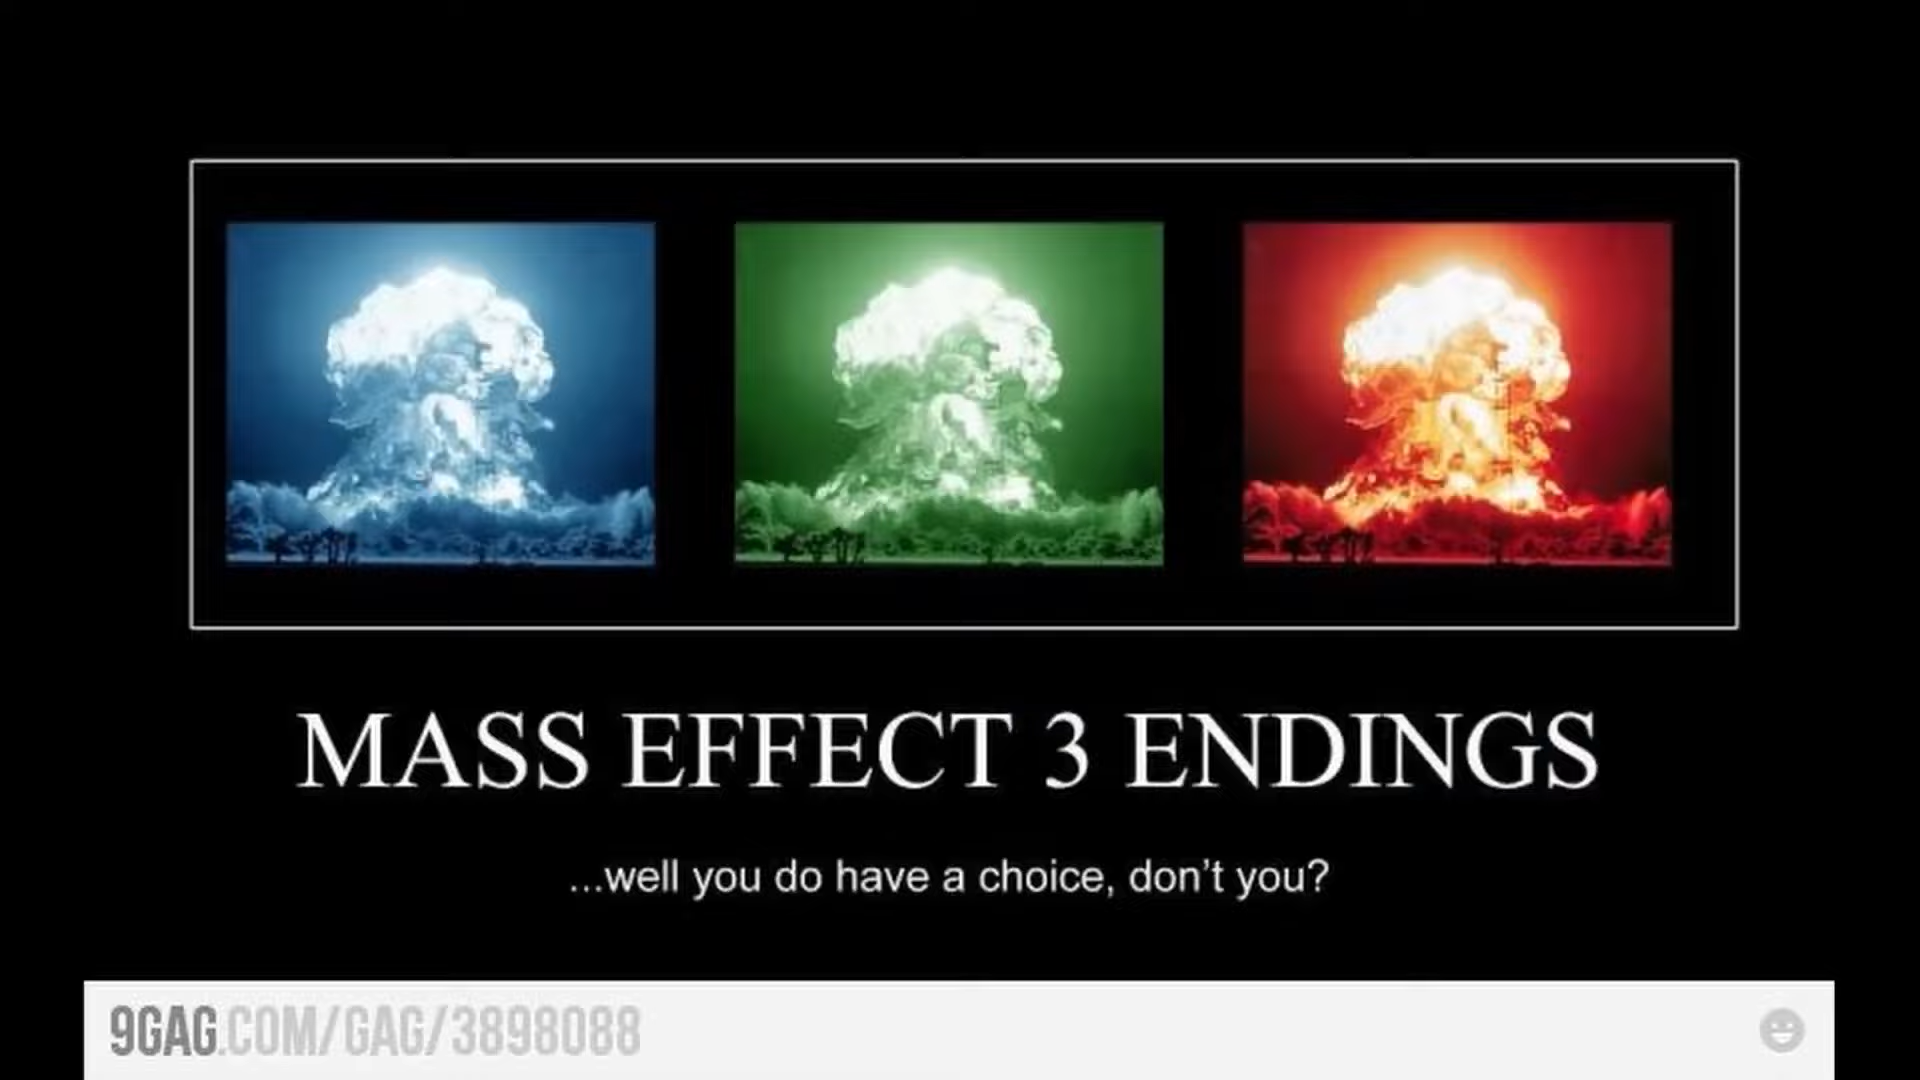 MASS EFFECT 3 ENDINGS
...well you do have a choice, don't you?
9GAG.COM/GAG/3898088